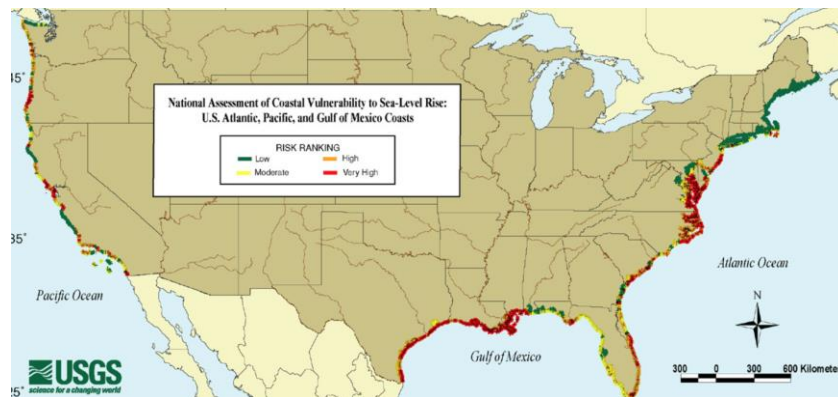 National Assessment of Coastal Vulnerability to Sea-Level Rise:
U.S. Atlantic, Pacific, and Gulf of Mexico Coasts
RISK RANKING
Low
High
Moderate
Very High
45
35
35
Atlantic Ocean
Pacific Ocean
N
Gulf of Mexico
USGS
science for a changing world
300 0 300 600 Kilomete
25
25